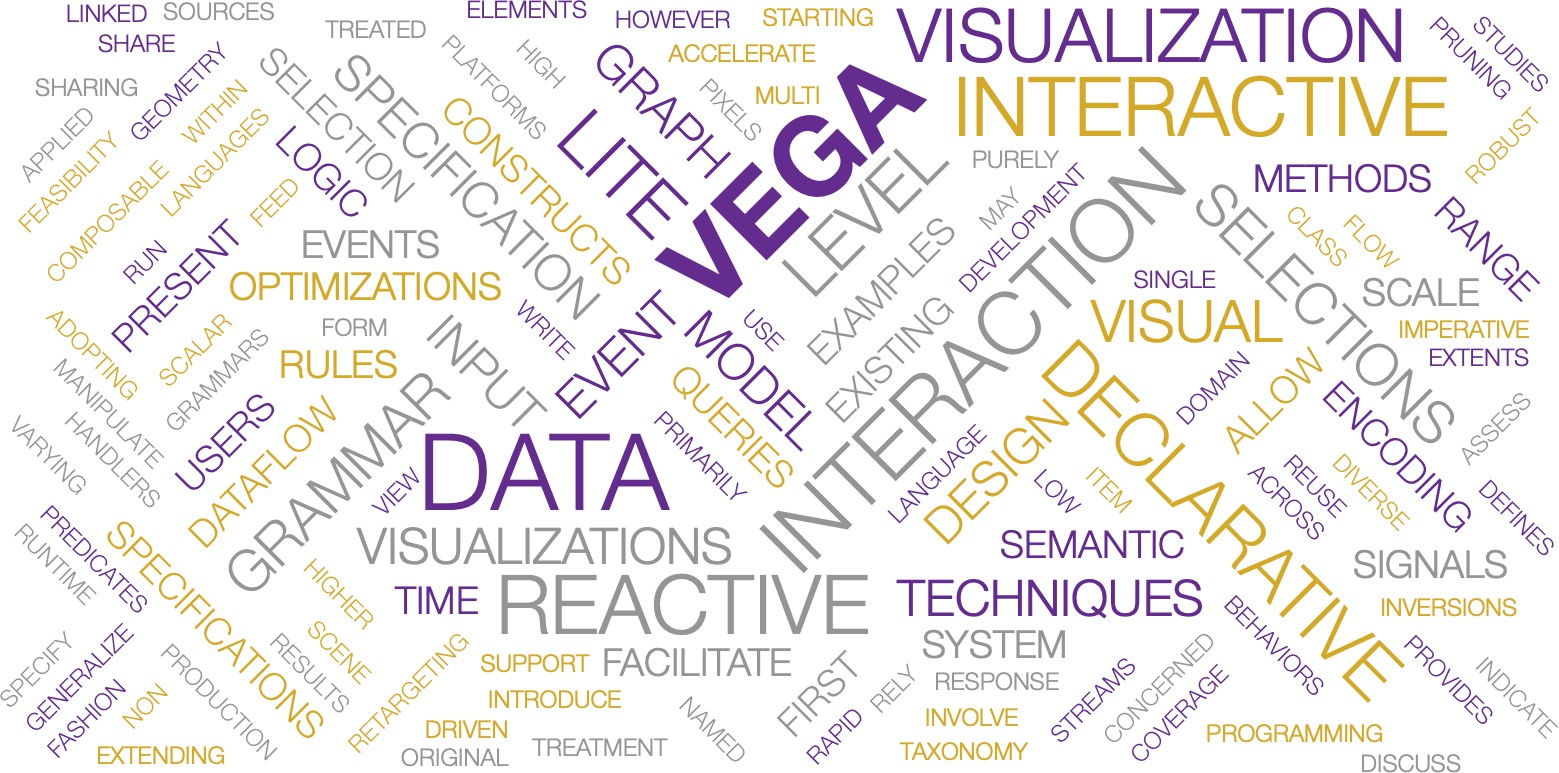 LINKED
SOURCES
ELEMENTS
HOWEVER
STARTING
VISUALIZATION
STUDIES
SHARE
TREATED
PLATFORMS
HIGH
GRAPH
ACCELERATE
PRUNING
SHARING
GEOMETRY
SELECTION
SPECIFICATION
PIXELS
MULTI
VEGA
INTERACTIVE
APPLIED
WITHIN
CONSTRUCTS
LITE
LEVEL
PURELY
ROBUST
FEASIBILITY
LANGUAGES
LOGIC
METHODS
COMPOSABLE
FEED
MAY
DEVELOPMENT
INTERACTION
SELECTIONS
CLASS
FLOW
RANGE
RUN
PRESENT
EVENTS
EXAMPLES
OPTIMIZATIONS
SINGLE
SCALE
ADOPTING
SCALAR
FORM
INPUT
WRITE
EVENT
MODEL
USE
EXISTING
VISUAL
IMPERATIVE
MANIPULATE
GRAMMARS
RULES
DECLARATIVE
DOMAIN
ALLOW
EXTENTS
VARYING
HANDLERS
USERS
DATAFLOW
GRAMMAR
QUERIES
PRIMARILY
ENCODING
ASSESS
VIEW
DATA
LANGUAGE
DESIGN
LOW
ITEM
REUSE
ACROSS
DIVERSE
DEFINES
PREDICATES
RUNTIME
SPECIFICATIONS
VISUALIZATIONS
SEMANTIC
SIGNALS
HIGHER
TIME
REACTIVE
TECHNIQUES
BEHAVIORS
INVERSIONS
SPECIFY
GENERALIZE
SCENE
RESULTS
RETARGETING
SUPPORT
FACILITATE
SYSTEM
PROVIDES
INDICATE
FASHION
NON
PRODUCTION
INTRODUCE
FIRST
RELY
RESPONSE
STREAMS
CONCERNED
COVERAGE
EXTENDING
DRIVEN
NAMED
RAPID
INVOLVE
PROGRAMMING
ORIGINAL
TREATMENT
TAXONOMY
DISCUSS